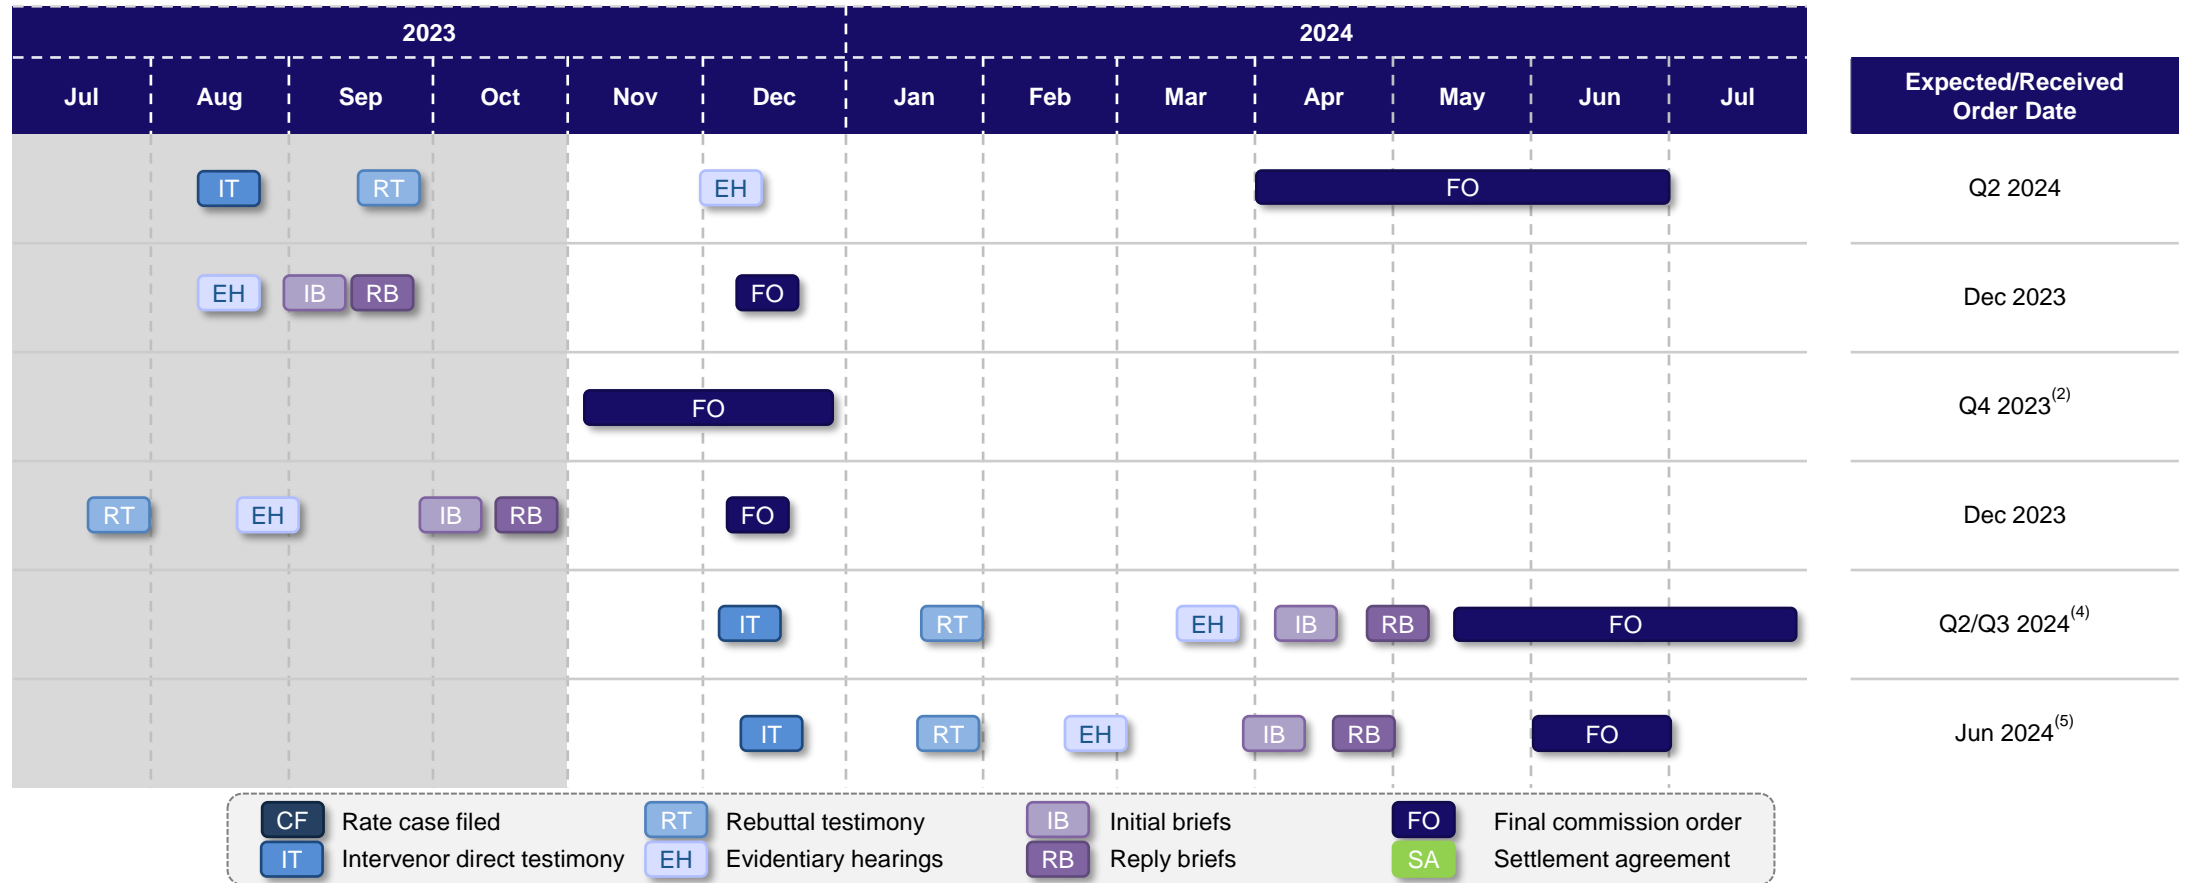 2023
2024
Jul
Aug
Sep
Oct
Nov
Dec
Jan
Feb
Mar
Apr
May
Jun
Jul
Expected/Received
Order Date
IT
RT
EH
FO
Q2 2024
EH
IB
RB
FO
Dec 2023
FO
Q4 2023(2)
RT
EH
IB
RB
FO
Dec 2023
IT
RT
EH
IB
RB
FO
Q2/Q3 2024(4)
IT
RT
EH
IB
RB
FO
Jun 2024(5)
CF Rate case filed
RT Rebuttal testimony
IB Initial briefs
FO Final commission order
IT Intervenor direct testimony
EH Evidentiary hearings
RB Reply briefs
SA Settlement agreement